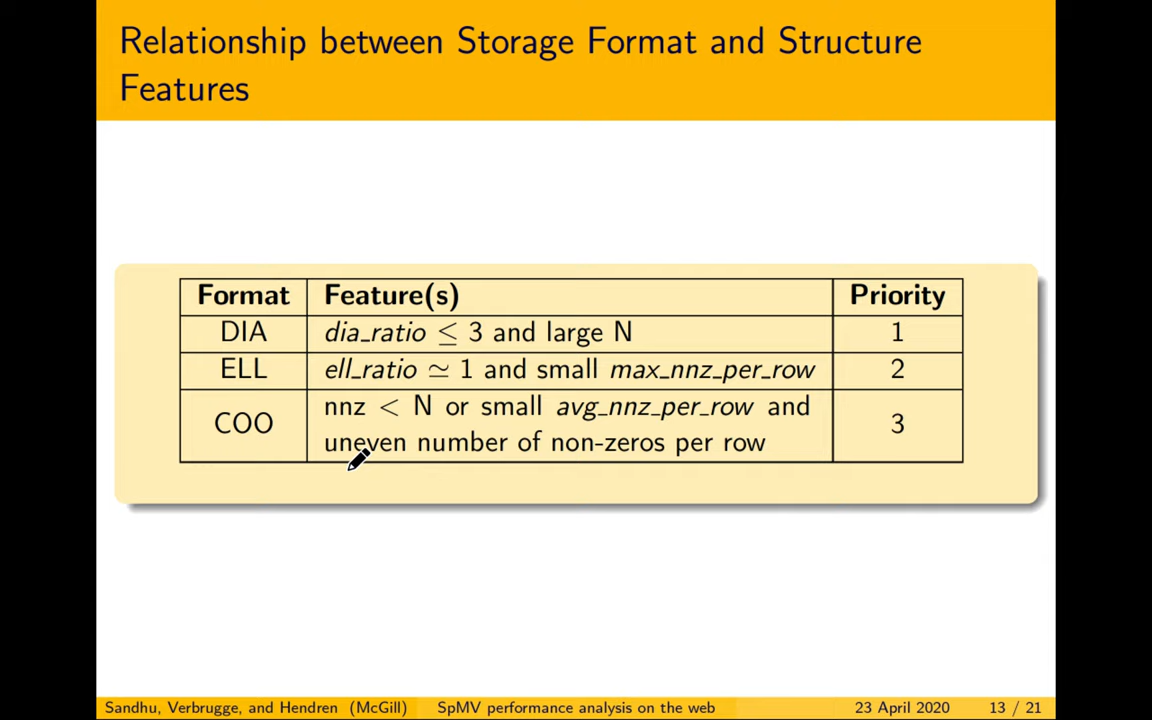 Relationship between Storage Format and Structure
Features
Format Feature(s) Priority
DIA dia_ratio ≤ 3 and large N 1
ELL ell_ratio ≃ 1 and small max_nnz_per_row 2
COO nnz < N or small avg_nnz_per_row and
uneven number of non-zeros per row 3
Sandhu, Verbrugge, and Hendren (McGill) SpMV performance analysis on the web 23 April 2020 13 / 21